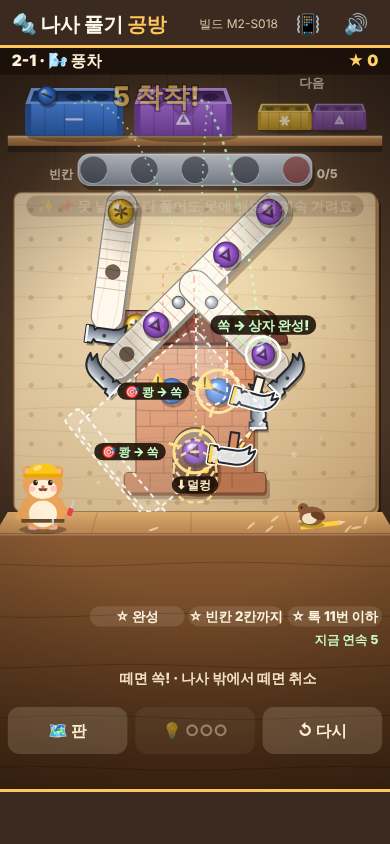 나사 풀기 공방
빌드 M2-S018
2-1 · 풍차
★ 0
5 착착!
다음
빈칸
0/5
쏙 → 상자 완성!
쾅 → 쏙
쾅 → 쏙
⬇덜컹
☆ 완성
☆ 빈칸 2칸까지
☆ 톡 11번 이하
지금 연속 5
떼면 쏙! · 나사 밖에서 떼면 취소
판
다시